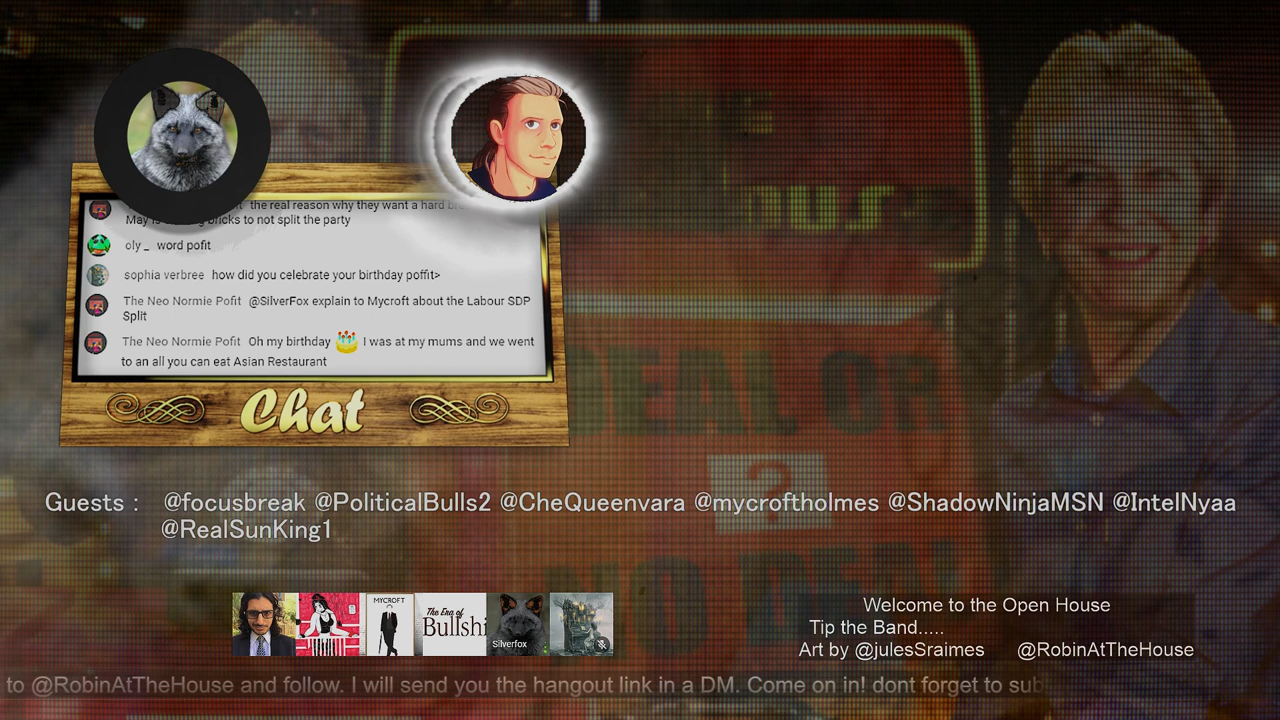 the real reason why they want a hard
May is bricks to not split the party
oly _ word pofit
sophia verbree how did you celebrate your birthday poffit>
The Neo Normie Pofit @SilverFox explain to Mycroft about the Labour SDP
Split
The Neo Normie Pofit Oh my birthday 🎂 I was at my mums and we went
to an all you can eat Asian Restaurant
Chat
DEAL OR
?
NO DEAL
Guests : @focusbreak @PoliticalBulls2 @CheQueenvara @mycroftholmes @ShadowNinjaMSN @IntelNyaa
@RealSunKing1
MYCROFT
The Era of
Bullshi
Silverfox
Welcome to the Open House
Tip the Band.....
Art by @julesSraimes @RobinAtTheHouse
to @RobinAtTheHouse and follow. I will send you the hangout link in a DM. Come on in! dont forget to sub